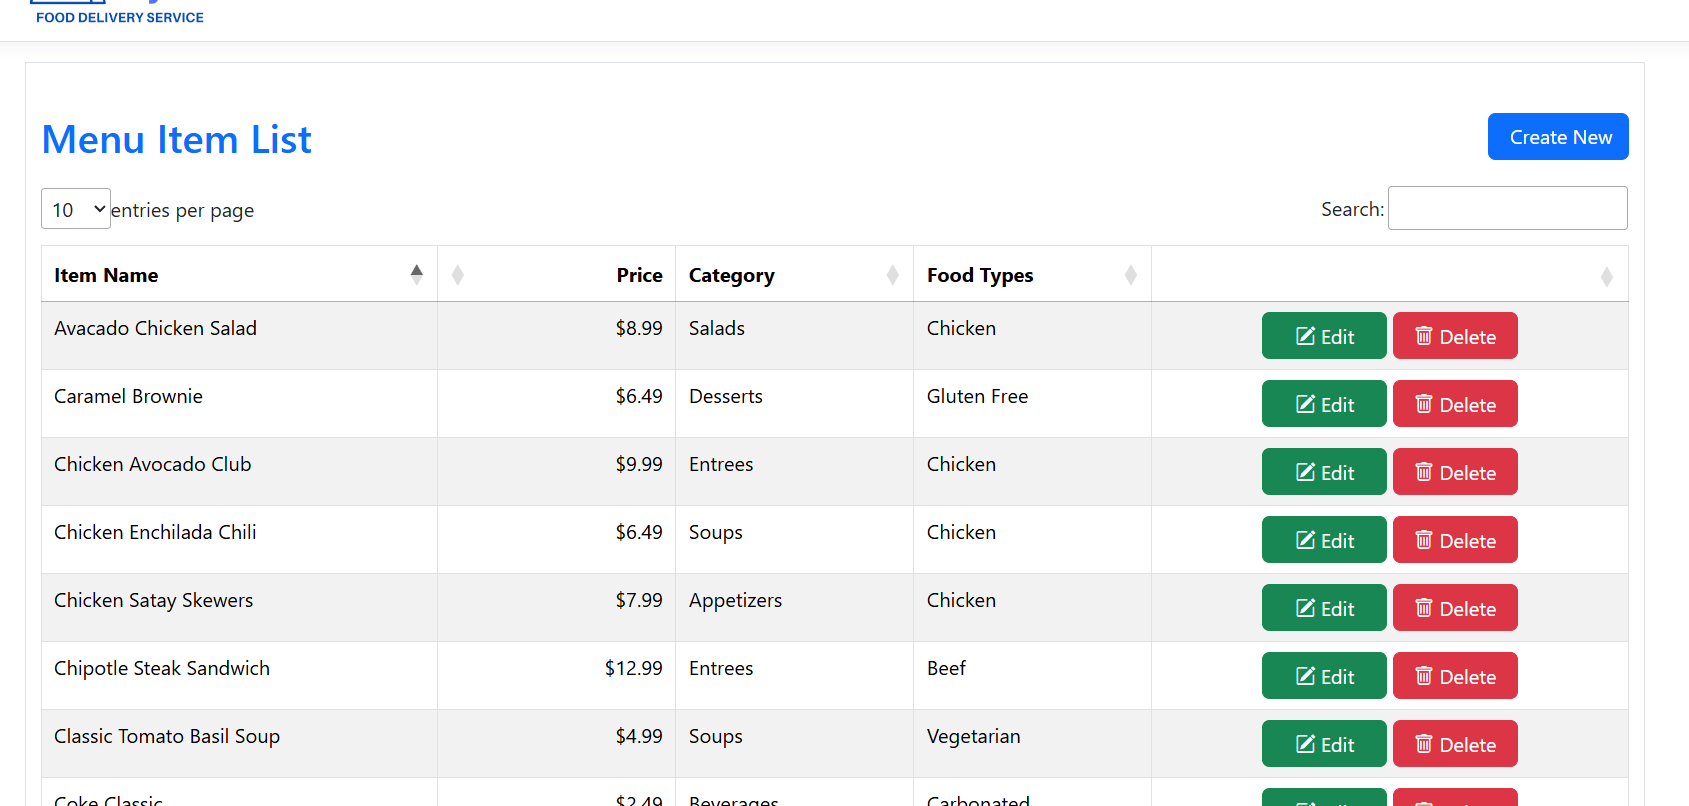 FOOD DELIVERY SERVICE
Menu Item List
Create New
10 entries per page
Search:
Item Name Price Category Food Types
Avacado Chicken Salad $8.99 Salads Chicken Edit Delete
Caramel Brownie $6.49 Desserts Gluten Free Edit Delete
Chicken Avocado Club $9.99 Entrees Chicken Edit Delete
Chicken Enchilada Chili $6.49 Soups Chicken Edit Delete
Chicken Satay Skewers $7.99 Appetizers Chicken Edit Delete
Chipotle Steak Sandwich $12.99 Entrees Beef Edit Delete
Classic Tomato Basil Soup $4.99 Soups Vegetarian Edit Delete
Coke Classic $2.49 Beverages Carbonated